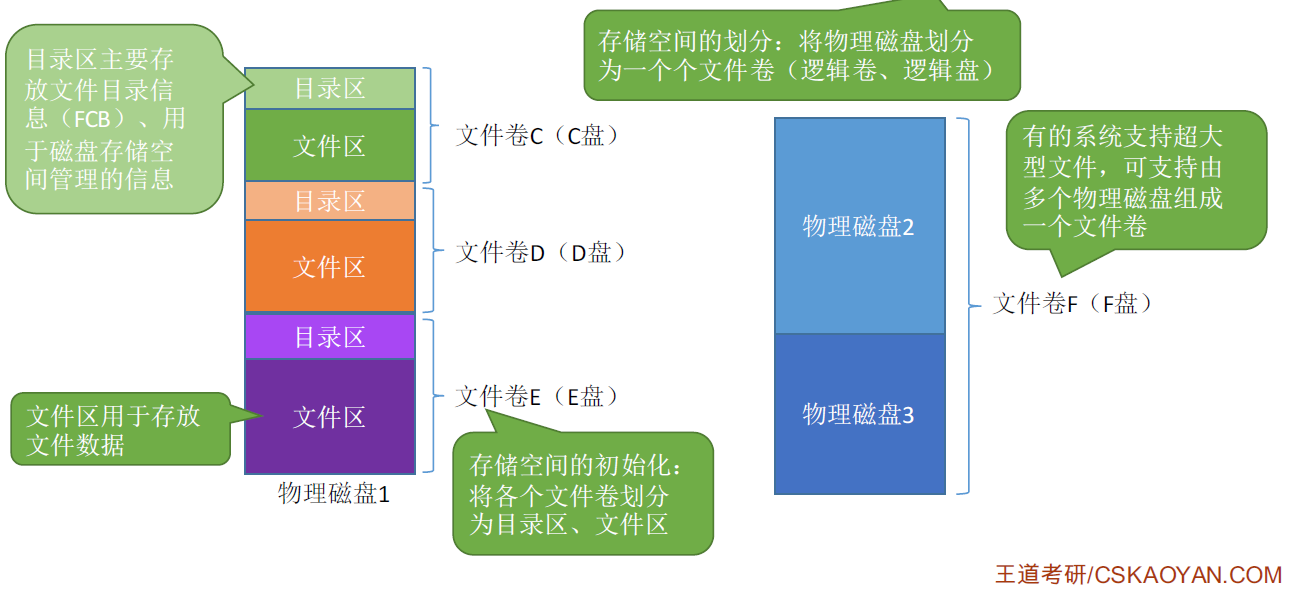 目录区主要存
放文件目录信
息（FCB）、用
于磁盘存储空
间管理的信息
目录区
文件区
文件卷C（C盘）
目录区
文件区
文件卷D（D盘）
目录区
文件区
文件卷E（E盘）
文件区用于存放
文件数据
物理磁盘1
存储空间的初始化：
将各个文件卷划分
为目录区、文件区
存储空间的划分：将物理磁盘划分
为一个个文件卷（逻辑卷、逻辑盘）
物理磁盘2
物理磁盘3
有的系统支持超大
型文件，可支持由
多个物理磁盘组成
一个文件卷
文件卷F（F盘）
王道考研/CSKAOYAN.COM